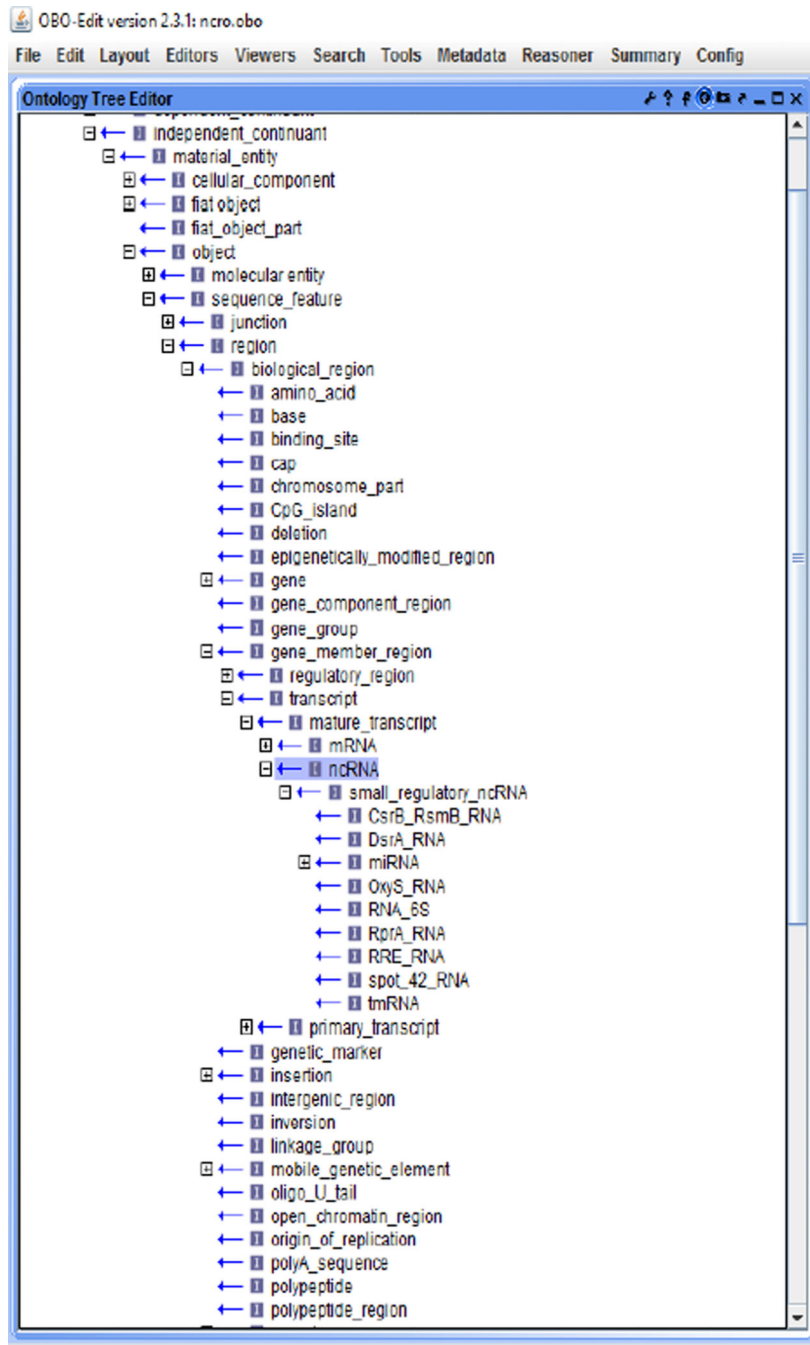 OBO-Edit version 2.3.1: ncro.obo
File Edit Layout Editors Viewers Search Tools Metadata Reasoner Summary Config
Ontology Tree Editor
independent_continuant
material_entity
cellular_component
fiat object
fiat_object_part
object
molecular entity
sequence_feature
junction
region
biological_region
amino_acid
base
binding_site
cap
chromosome_part
CpG_island
deletion
epigenetically_modified_region
gene
gene_component_region
gene_group
gene_member_region
regulatory_region
transcript
mature_transcript
mRNA
ncRNA
small_regulatory_ncRNA
CsrB_RsmB_RNA
DsrA_RNA
miRNA
OxyS_RNA
RNA_6S
RprA_RNA
RRE_RNA
spot_42_RNA
tmRNA
primary_transcript
genetic_marker
insertion
intergenic_region
inversion
linkage_group
mobile_genetic_element
oligo_U_tail
open_chromatin_region
origin_of_replication
polyA_sequence
polypeptide
polypeptide_region